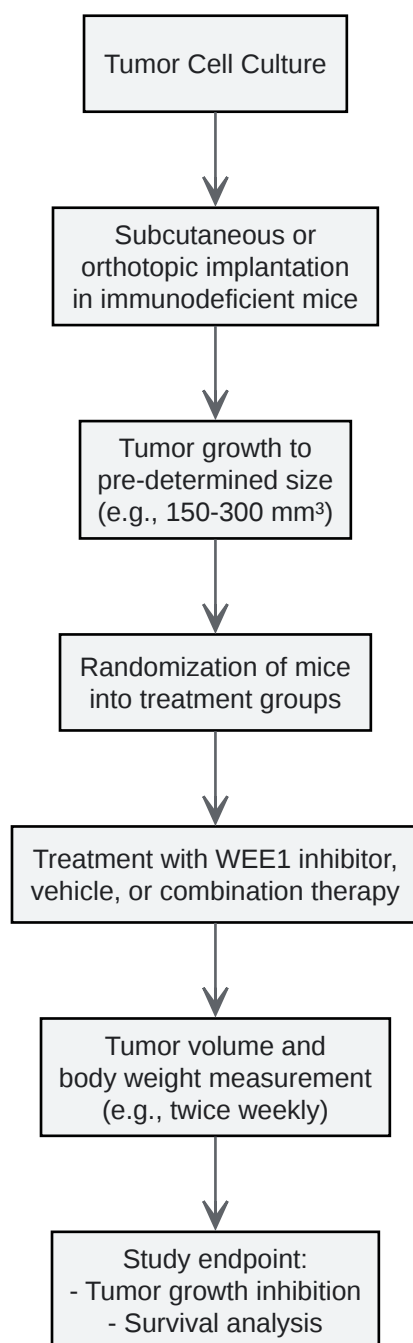 Tumor Cell Culture
Subcutaneous or
orthotopic implantation
in immunodeficient mice
Tumor growth to
pre-determined size
(e.g., 150-300 mm³)
Randomization of mice
into treatment groups
Treatment with WEE1 inhibitor,
vehicle, or combination therapy
Tumor volume and
body weight measurement
(e.g., twice weekly)
Study endpoint:
- Tumor growth inhibition
- Survival analysis